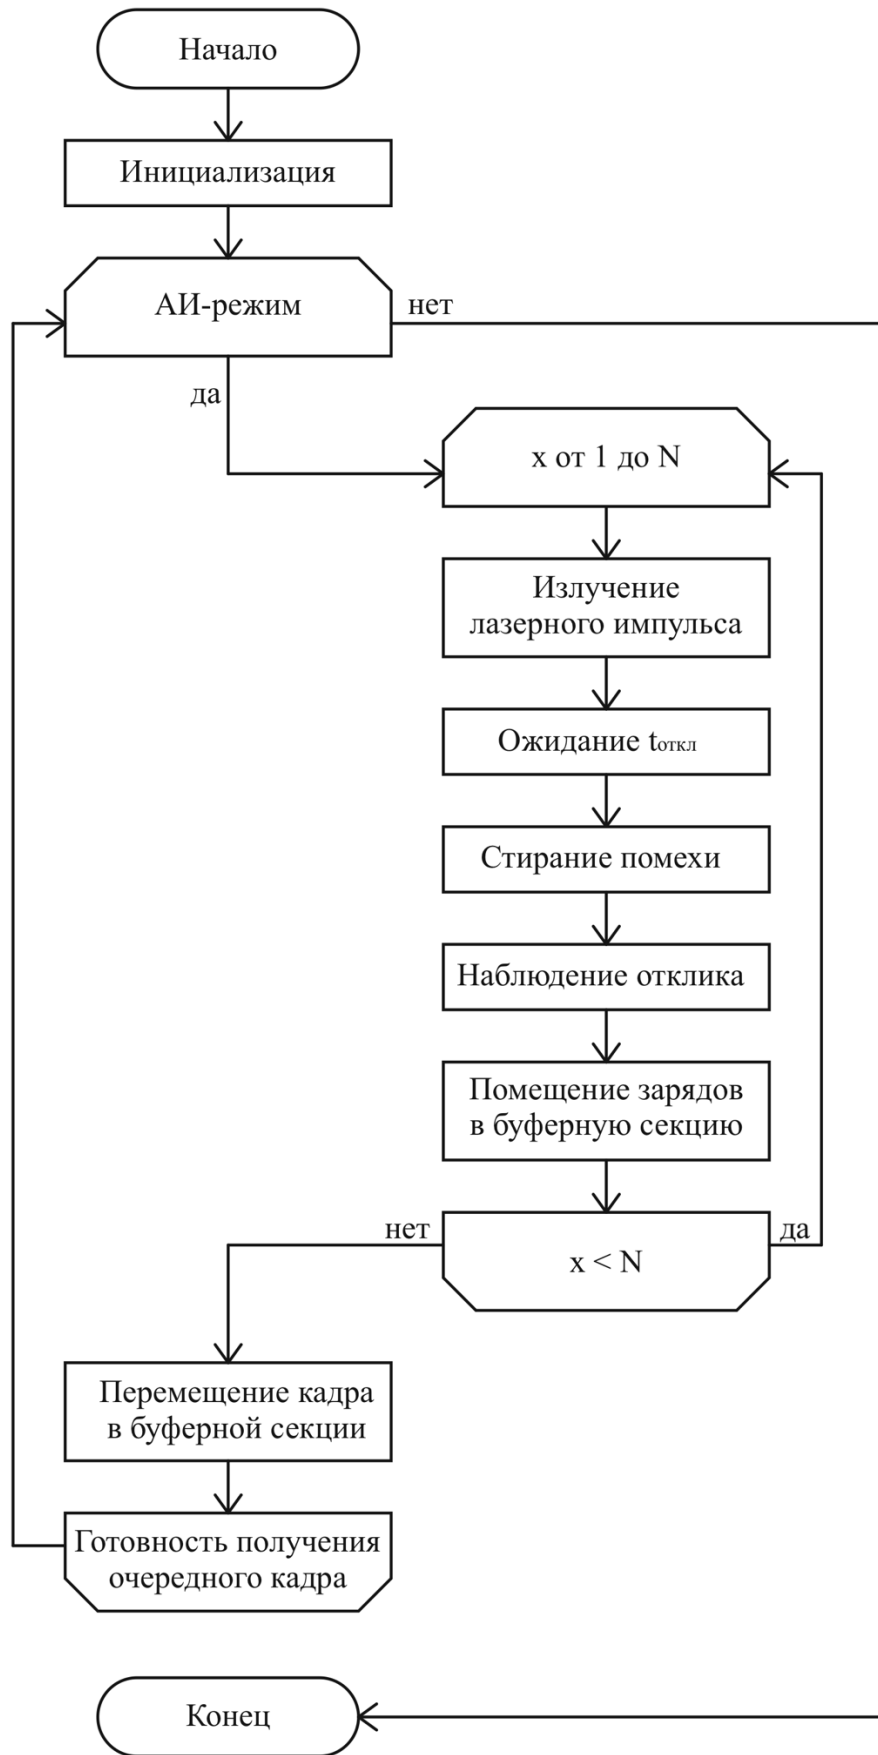 Начало
Инициализация
АИ-режим
нет
да
x от 1 до N
Излучение
лазерного импульса
Ожидание tоткл
Стирание помехи
Наблюдение отклика
Помещение зарядов
в буферную секцию
нет
да
x < N
Перемещение кадра
в буферной секции
Готовность получения
очередного кадра
Конец